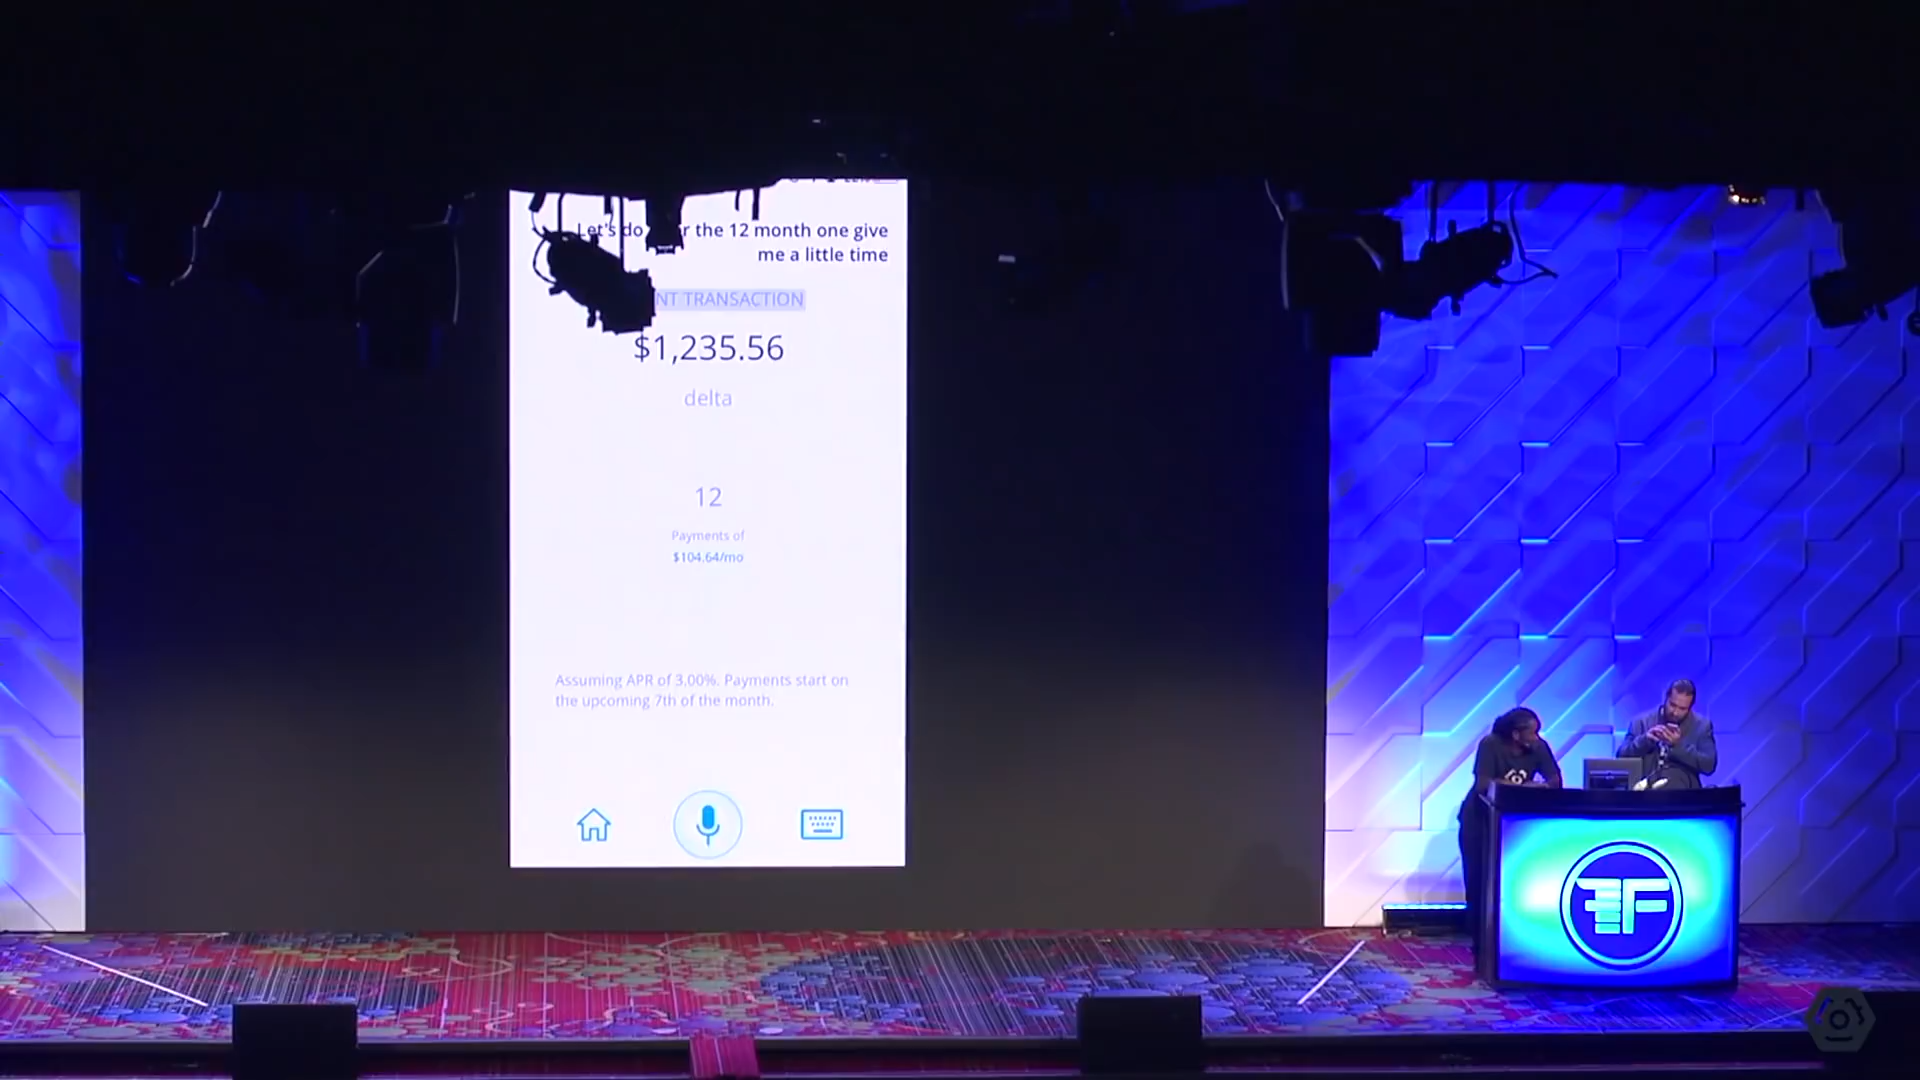 Let's do the 12 month one give
me a little time
TRANSACTION
$1,235.56
delta
12
Payments of
$104.64/mo
Assuming APR of 3.00%. Payments start on
the upcoming 7th of the month.
F